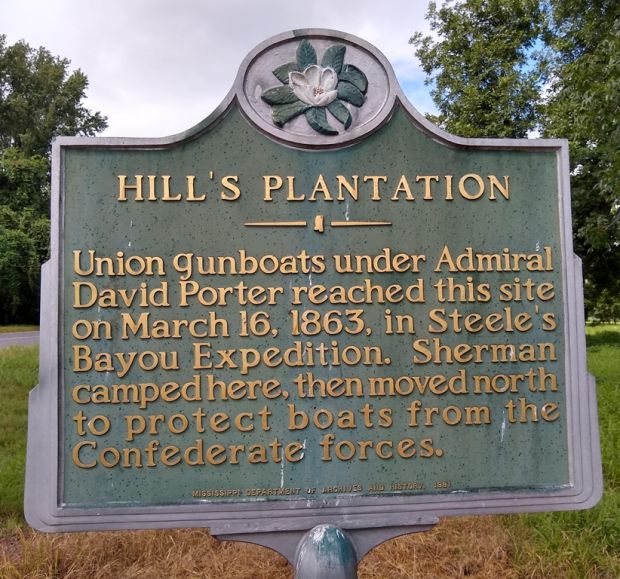 HILL'S PLANTATION
Union gunboats under Admiral
David Porter reached this site
on March 16, 1863, in Steele's
Bayou Expedition. Sherman
camped here, then moved north
to protect boats from the
Confederate forces.
MISSISSIPPI DEPARTMENT OF ARCHIVES AND HISTORY.